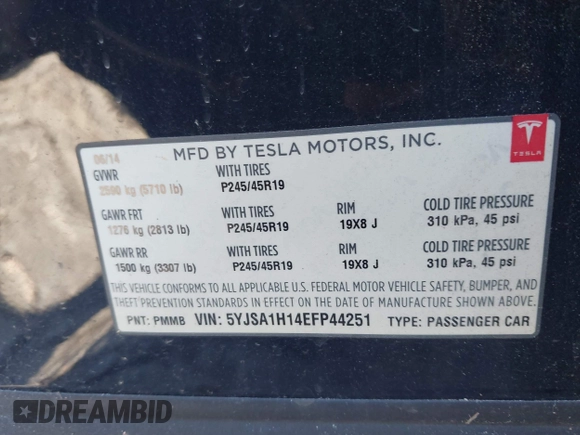 06/14 MFD BY TESLA MOTORS, INC.
TESLA
GVWR WITH TIRES
2590 kg (5710 lb) P245/45R19
GAWR FRT WITH TIRES RIM COLD TIRE PRESSURE
1276 kg (2813 lb) P245/45R19 19X8 J 310 kPa, 45 psi
GAWR RR WITH TIRES RIM COLD TIRE PRESSURE
1500 kg (3307 lb) P245/45R19 19X8 J 310 kPa, 45 psi
THIS VEHICLE CONFORMS TO ALL APPLICABLE U.S. FEDERAL MOTOR VEHICLE SAFETY, BUMPER, AND
THEFT PREVENTION STANDARDS IN EFFECT ON THE DATE OF MANUFACTURE SHOWN ABOVE.
PNT: PMMB VIN: 5YJSA1H14EFP44251 TYPE: PASSENGER CAR
DREAMBID